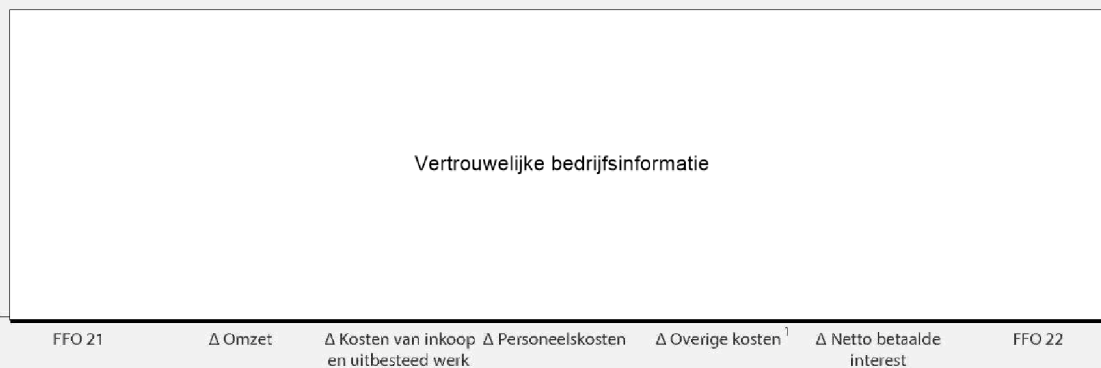 Vertrouwelijke bedrijfsinformatie
FFO 21 Δ Omzet Δ Kosten van inkoop Δ Personeelskosten Δ Overige kosten 1 Δ Netto betaalde FFO 22
en uitbesteed werk interest